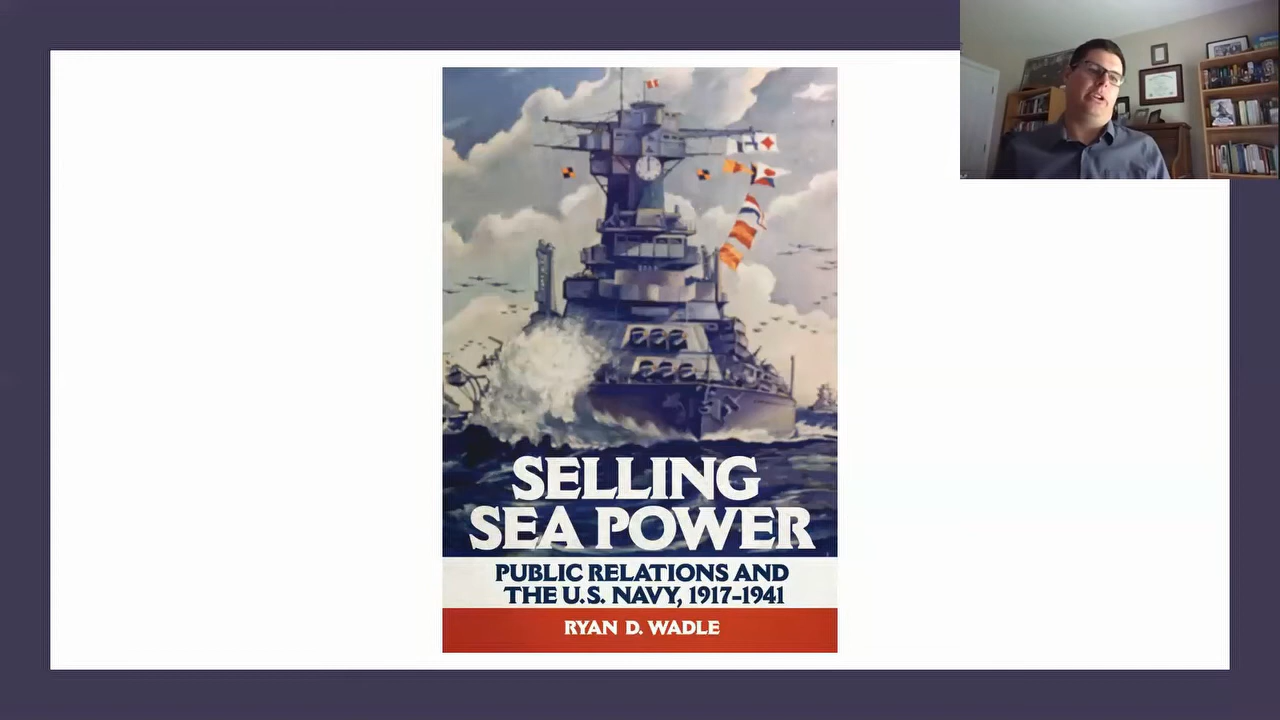 SELLING
SEA POWER
PUBLIC RELATIONS AND
THE U.S. NAVY, 1917–1941
RYAN D. WADLE